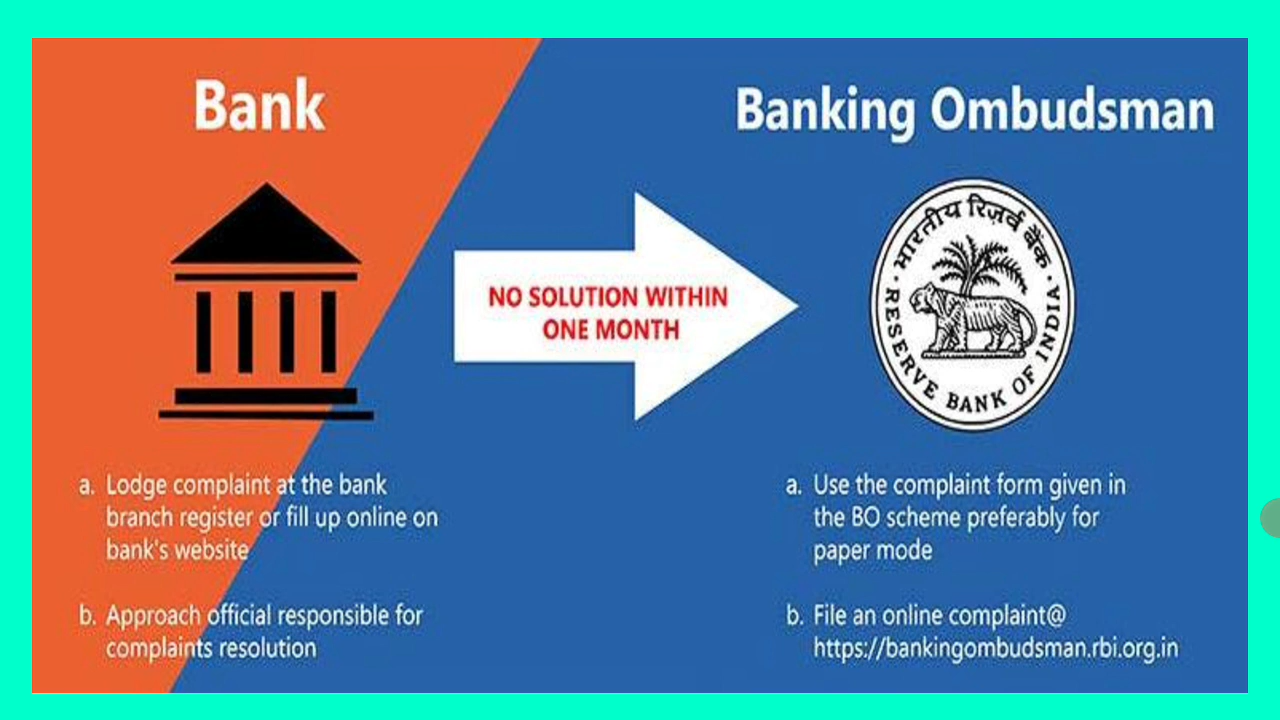 Bank
a. Lodge complaint at the bank
branch register or fill up online on
bank's website
b. Approach official responsible for
complaints resolution
NO SOLUTION WITHIN
ONE MONTH
Banking Ombudsman
भारतीय रिज़र्व बैंक
RESERVE BANK OF INDIA
a. Use the complaint form given in
the BO scheme preferably for
paper mode
b. File an online complaint@
https://bankingombudsman.rbi.org.in